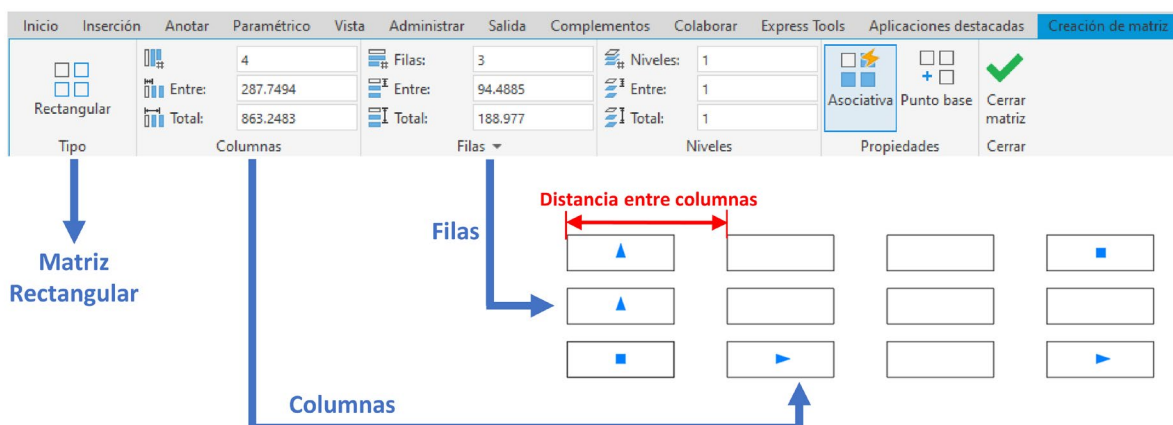 Inicio Inserción Anotar Paramétrico Vista Administrar Salida Complementos Colaborar Express Tools Aplicaciones destacadas Creación de matriz
Rectangular
Tipo
4
Entre: 287.7494
Total: 863.2483
Columnas
Filas: 3
Entre: 94.4885
Total: 188.977
Filas
Niveles: 1
Entre: 1
Total: 1
Niveles
Asociativa Punto base
Propiedades
Cerrar
matriz
Cerrar
Matriz
Rectangular
Filas
Distancia entre columnas
Columnas